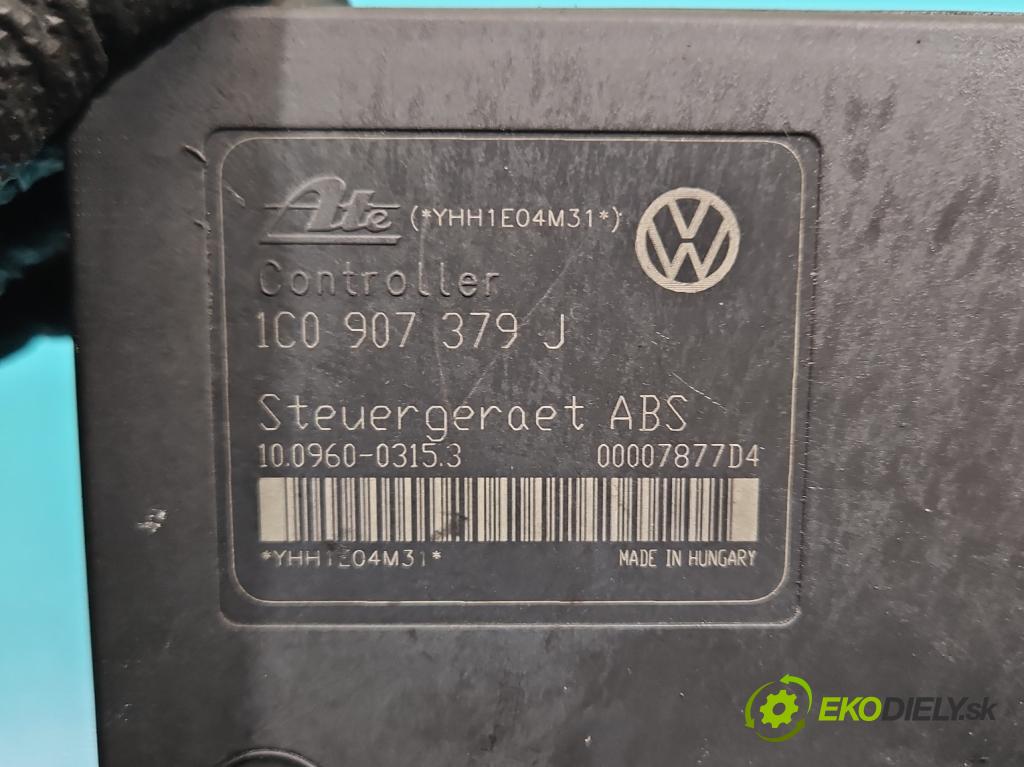 Ate (*YHH1E04M31*)
Controller
1C0 907 379 J
Steuergeraet ABS
10.0960-0315.3 00007877D4
*YHH1E04M31*
MADE IN HUNGARY
EKODIELY.sk